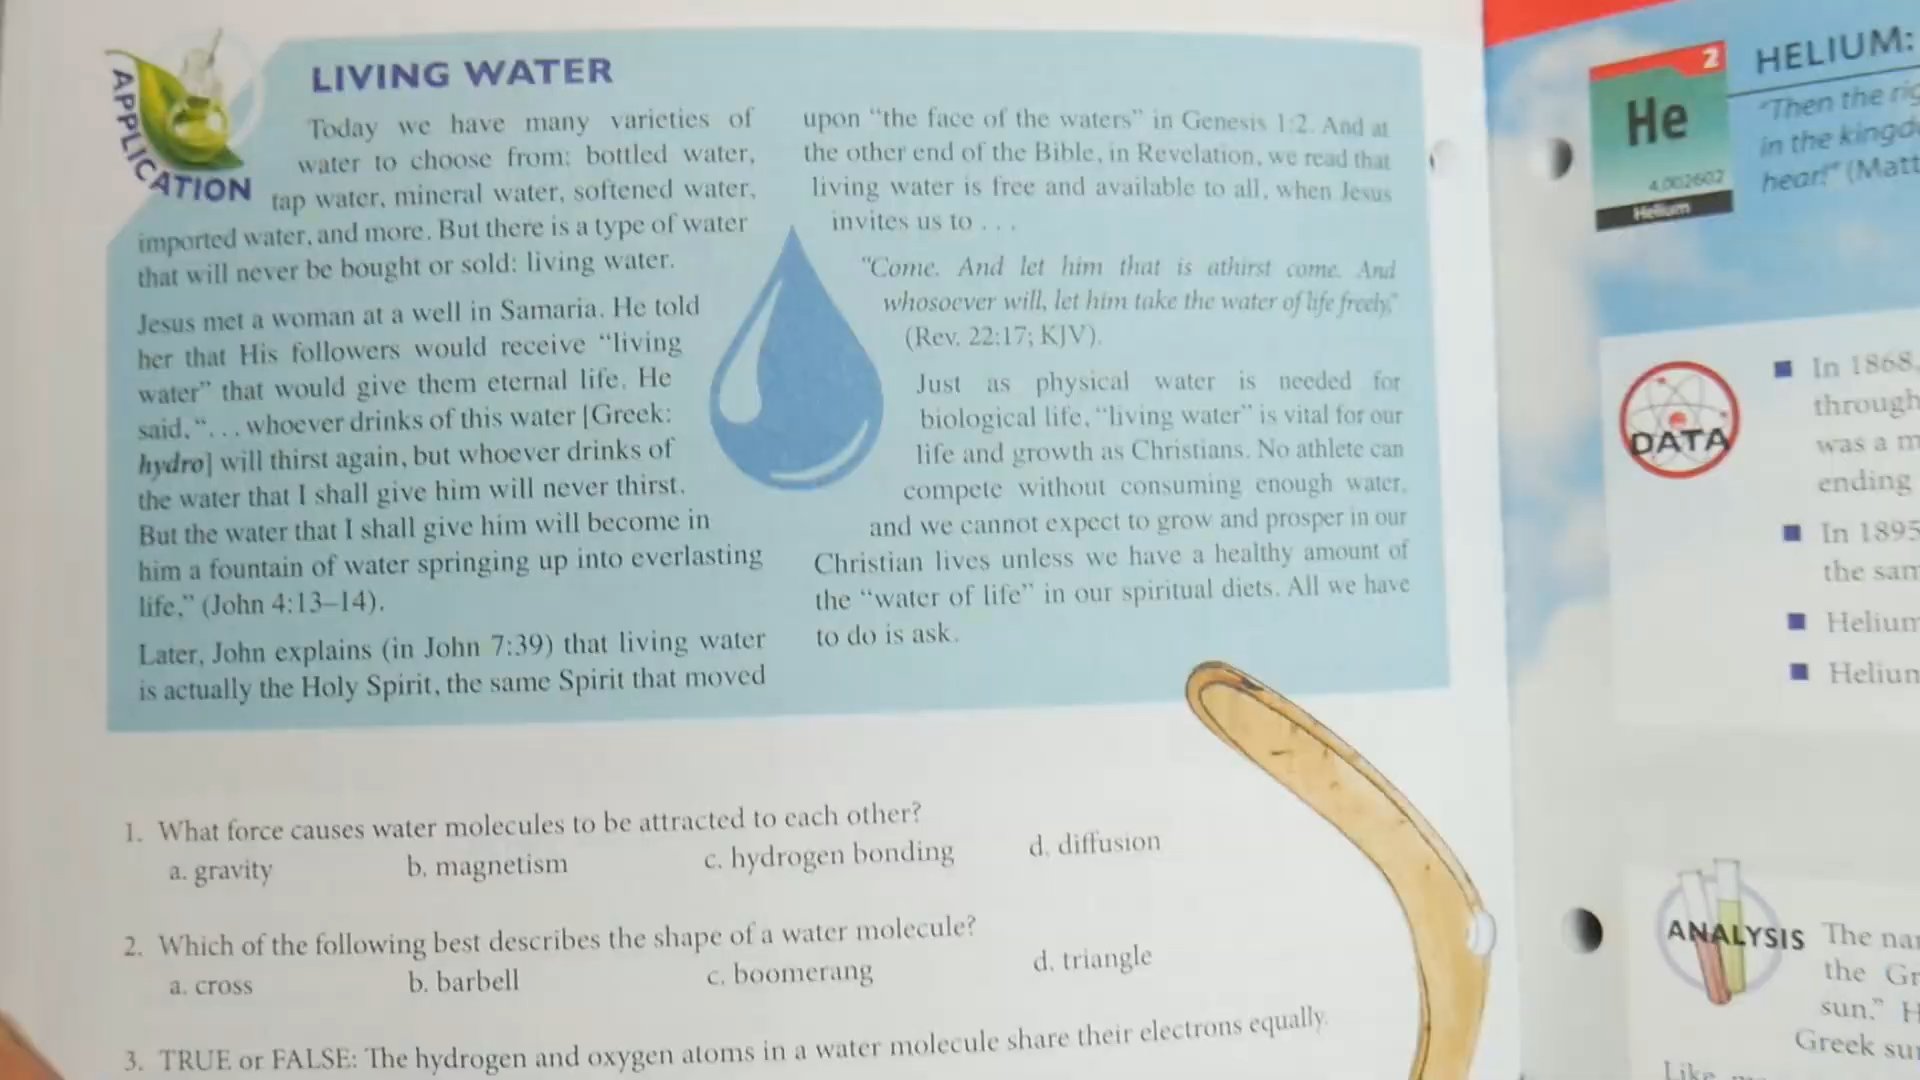 APPLICATION
LIVING WATER
Today we have many varieties of
water to choose from: bottled water,
tap water, mineral water, softened water,
imported water, and more. But there is a type of water
that will never be bought or sold: living water.
Jesus met a woman at a well in Samaria. He told
her that His followers would receive “living
water” that would give them eternal life. He
said, “. . . whoever drinks of this water [Greek:
hydro] will thirst again, but whoever drinks of
the water that I shall give him will never thirst.
But the water that I shall give him will become in
him a fountain of water springing up into everlasting
life,” (John 4:13–14).
Later, John explains (in John 7:39) that living water
is actually the Holy Spirit, the same Spirit that moved
upon “the face of the waters” in Genesis 1:2. And at
the other end of the Bible, in Revelation, we read that
living water is free and available to all, when Jesus
invites us to . . .
“Come. And let him that is athirst come. And
whosoever will, let him take the water of life freely,”
(Rev. 22:17; KJV).
Just as physical water is needed for
biological life, “living water” is vital for our
life and growth as Christians. No athlete can
compete without consuming enough water,
and we cannot expect to grow and prosper in our
Christian lives unless we have a healthy amount of
the “water of life” in our spiritual diets. All we have
to do is ask.
1. What force causes water molecules to be attracted to each other?
a. gravity b. magnetism c. hydrogen bonding d. diffusion
2. Which of the following best describes the shape of a water molecule?
a. cross b. barbell c. boomerang d. triangle
3. TRUE or FALSE: The hydrogen and oxygen atoms in a water molecule share their electrons equally.
2
He
4.002602
Helium
HELIUM:
“Then the rig
in the kingd
hear!” (Matt
DATA
In 1868,
through
was a m
ending
In 1895
the sam
Helium
Helium
ANALYSIS
The nam
the Gr
sun.” H
Greek sun
Like